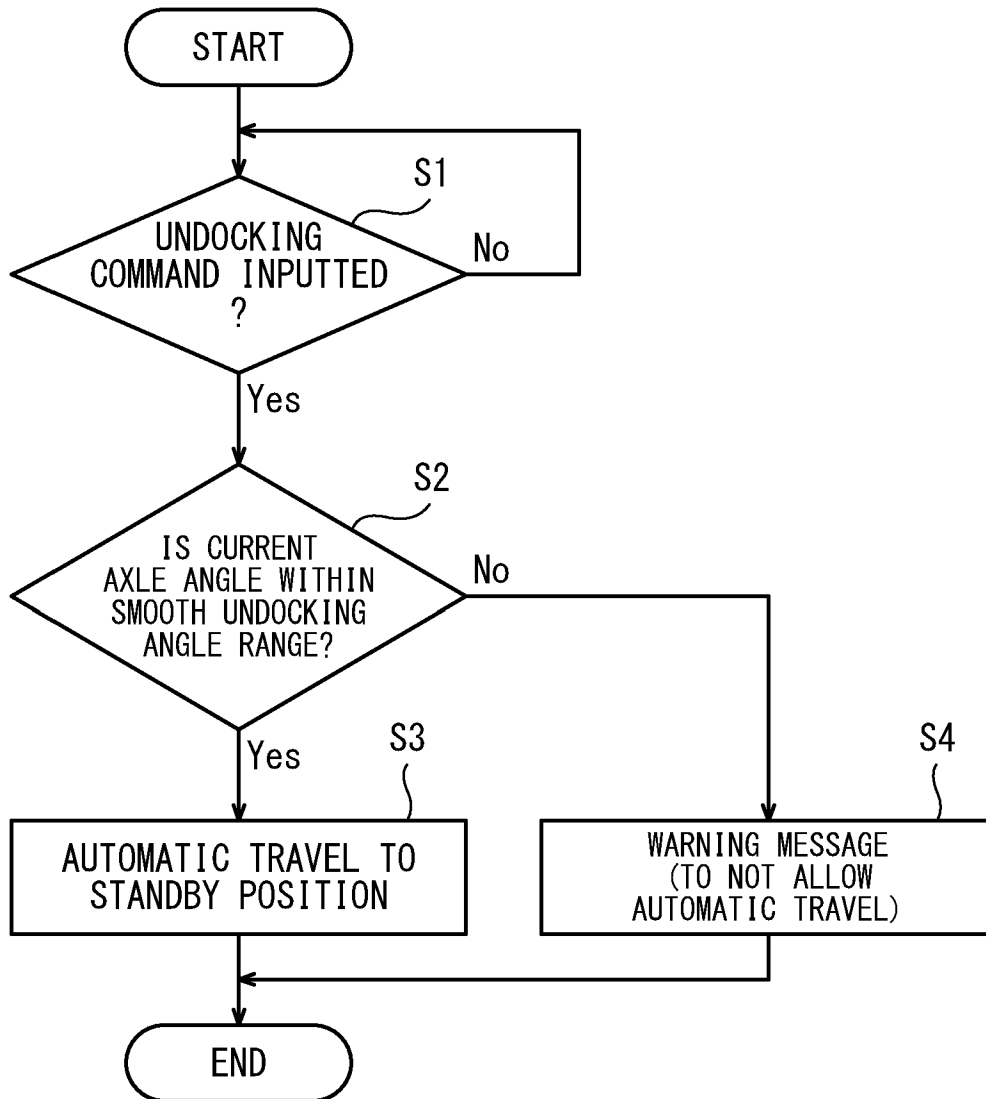 START
S1
UNDOCKING
COMMAND INPUTTED
?
No
Yes
S2
IS CURRENT
AXLE ANGLE WITHIN
SMOOTH UNDOCKING
ANGLE RANGE?
No
Yes
S3
AUTOMATIC TRAVEL TO
STANDBY POSITION
S4
WARNING MESSAGE
(TO NOT ALLOW
AUTOMATIC TRAVEL)
END